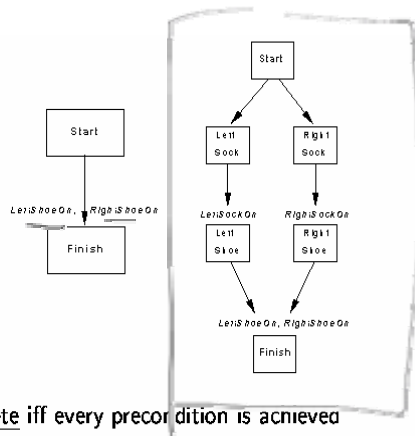 Start
LeftShoeOn, RightShoeOn
Finish
Start
Left
Sock
Right
Sock
LeftSockOn
RightSockOn
Left
Shoe
Right
Shoe
LeftShoeOn, RightShoeOn
Finish
te iff every precondition is achieved